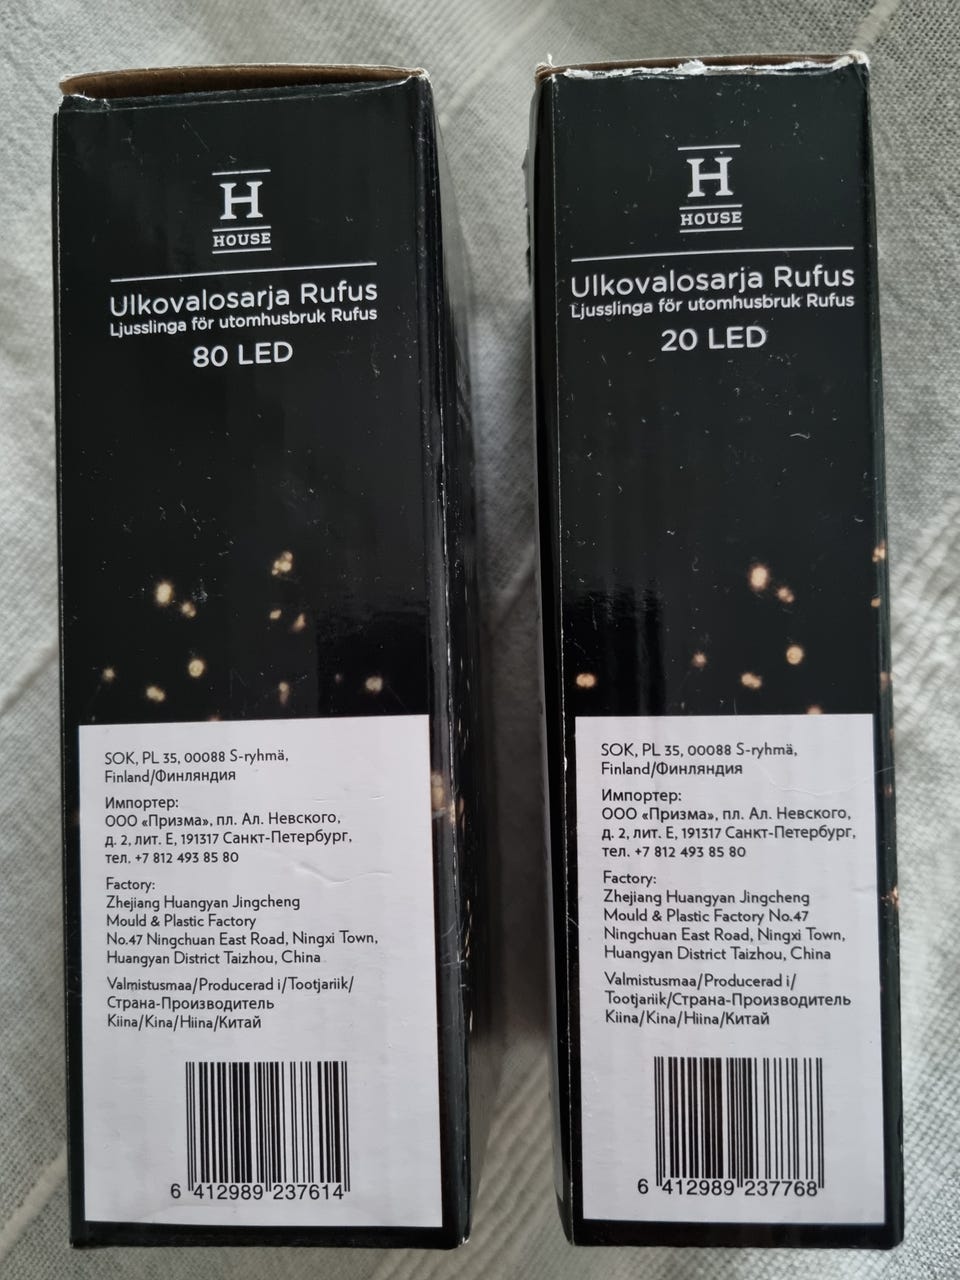 H
HOUSE
Ulkovalosarja Rufus
Ljusslinga för utomhusbruk Rufus
80 LED
SOK, PL 35, 00088 S-ryhmä,
Finland/Финляндия
Импортер:
ООО «Призма», пл. Ал. Невского,
д. 2, лит. Е, 191317 Санкт-Петербург,
тел. +7 812 493 85 80
Factory:
Zhejiang Huangyan Jingcheng
Mould & Plastic Factory
No.47 Ningchuan East Road, Ningxi Town,
Huangyan District Taizhou, China
Valmistusmaa/Producerad i/Tootjariik/
Страна-Производитель
Kiina/Kina/Hiina/Китай
6 412989 237614
H
HOUSE
Ulkovalosarja Rufus
Ljusslinga för utomhusbruk Rufus
20 LED
SOK, PL 35, 00088 S-ryhmä,
Finland/Финляндия
Импортер:
ООО «Призма», пл. Ал. Невского,
д. 2, лит. Е, 191317 Санкт-Петербург,
тел. +7 812 493 85 80
Factory:
Zhejiang Huangyan Jingcheng
Mould & Plastic Factory No.47
Ningchuan East Road, Ningxi Town,
Huangyan District Taizhou, China
Valmistusmaa/Producerad i/
Tootjariik/Страна-Производитель
Kiina/Kina/Hiina/Китай
6 412989 237768